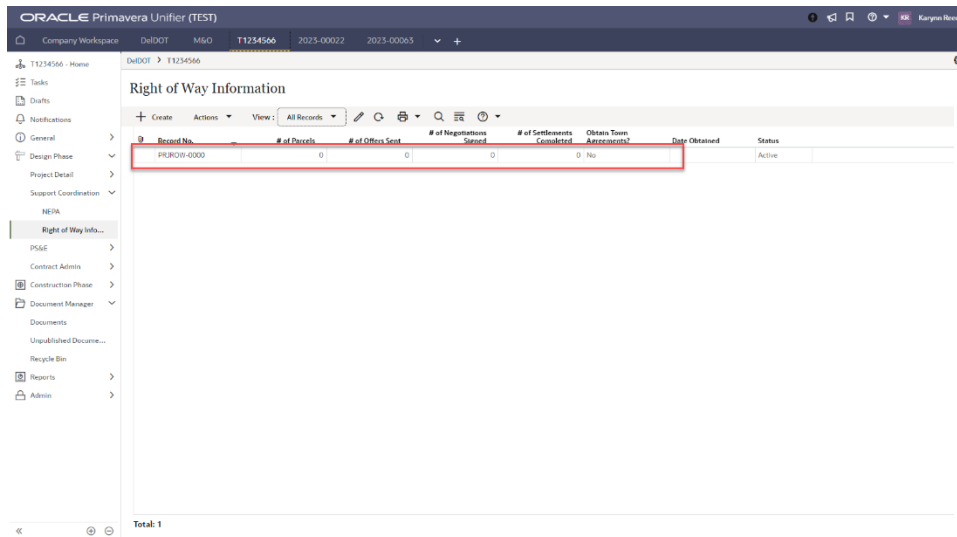 ORACLE Primavera Unifier (TEST)
KR Karynn Ree
Company Workspace DelDOT M&O T1234566 2023-00022 2023-00063
T1234566 - Home
DelDOT > T1234566
Tasks
Right of Way Information
Drafts
Notifications
Create Actions View : All Records
General
# of Negotiations # of Settlements Obtain Town
Record No. # of Parcels # of Offers Sent Signed Completed Agreements? Date Obtained Status
Design Phase
PRJROW-0000 0 0 0 0 No Active
Project Detail
Support Coordination
NEPA
Right of Way Info...
PS&E
Contract Admin
Construction Phase
Document Manager
Documents
Unpublished Docume...
Recycle Bin
Reports
Admin
Total: 1